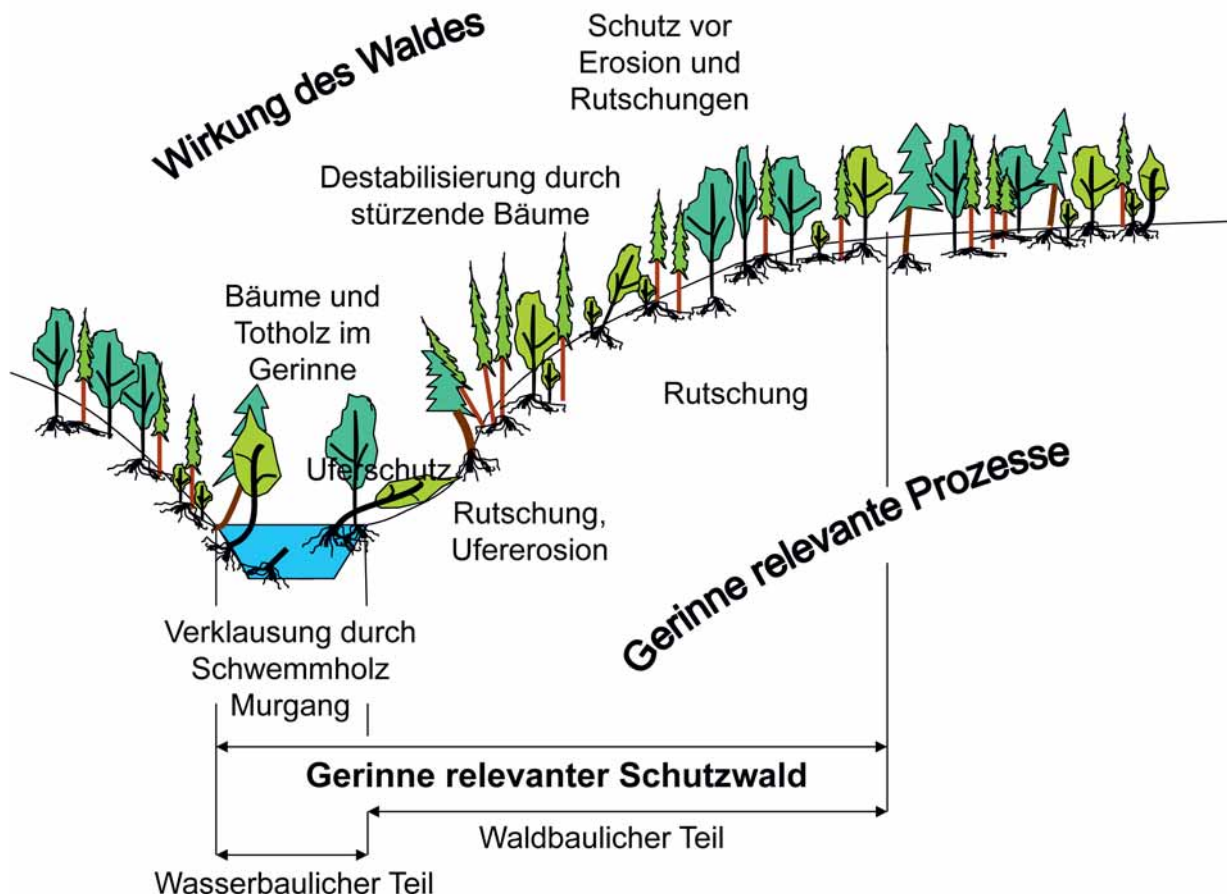 Wirkung des Waldes
Schutz vor
Erosion und
Rutschungen
Destabilisierung durch
stürzende Bäume
Bäume und
Totholz im
Gerinne
Uferschutz
Rutschung
Rutschung,
Ufererosion
Gerinne relevante Prozesse
Verklausung durch
Schwemmholz
Murgang
Gerinne relevanter Schutzwald
Waldbaulicher Teil
Wasserbaulicher Teil